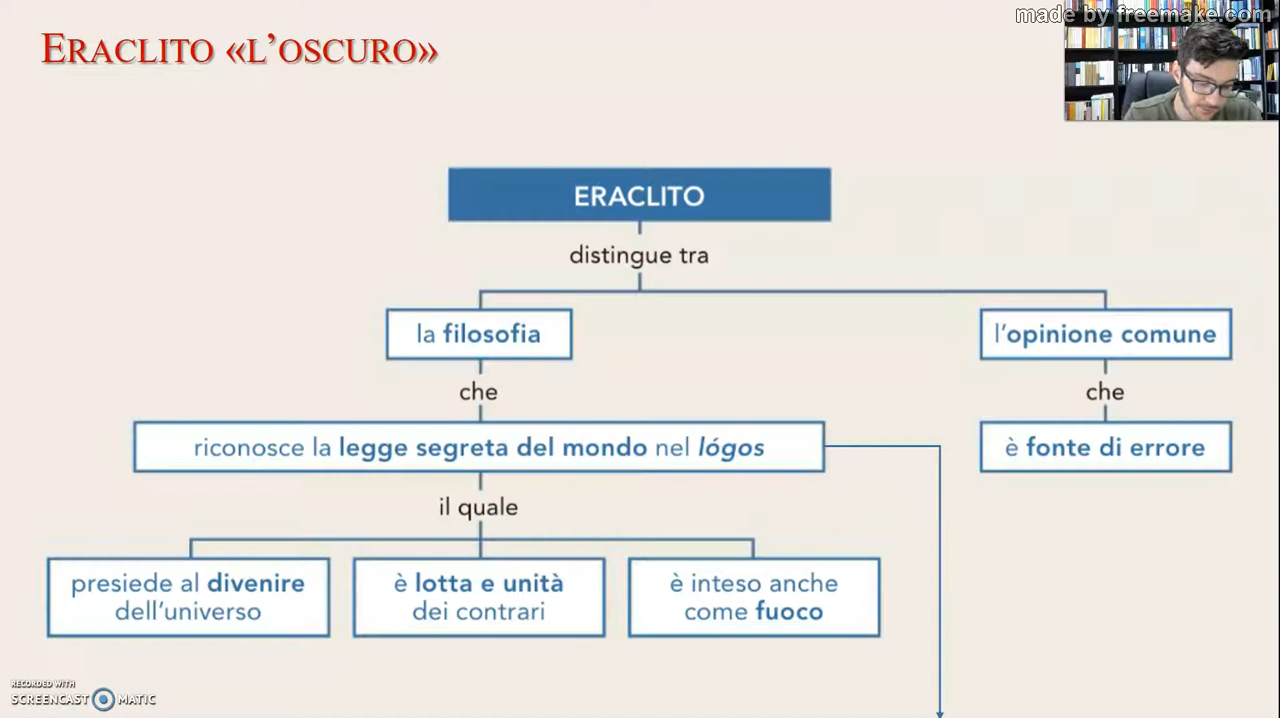 made by freemake.com
ERACLITO «L'OSCURO»
ERACLITO
distingue tra
la filosofia
l'opinione comune
che
che
riconosce la legge segreta del mondo nel lógos
è fonte di errore
il quale
presiede al divenire
dell'universo
è lotta e unità
dei contrari
è inteso anche
come fuoco
RECORDED WITH
SCREENCAST MATIC